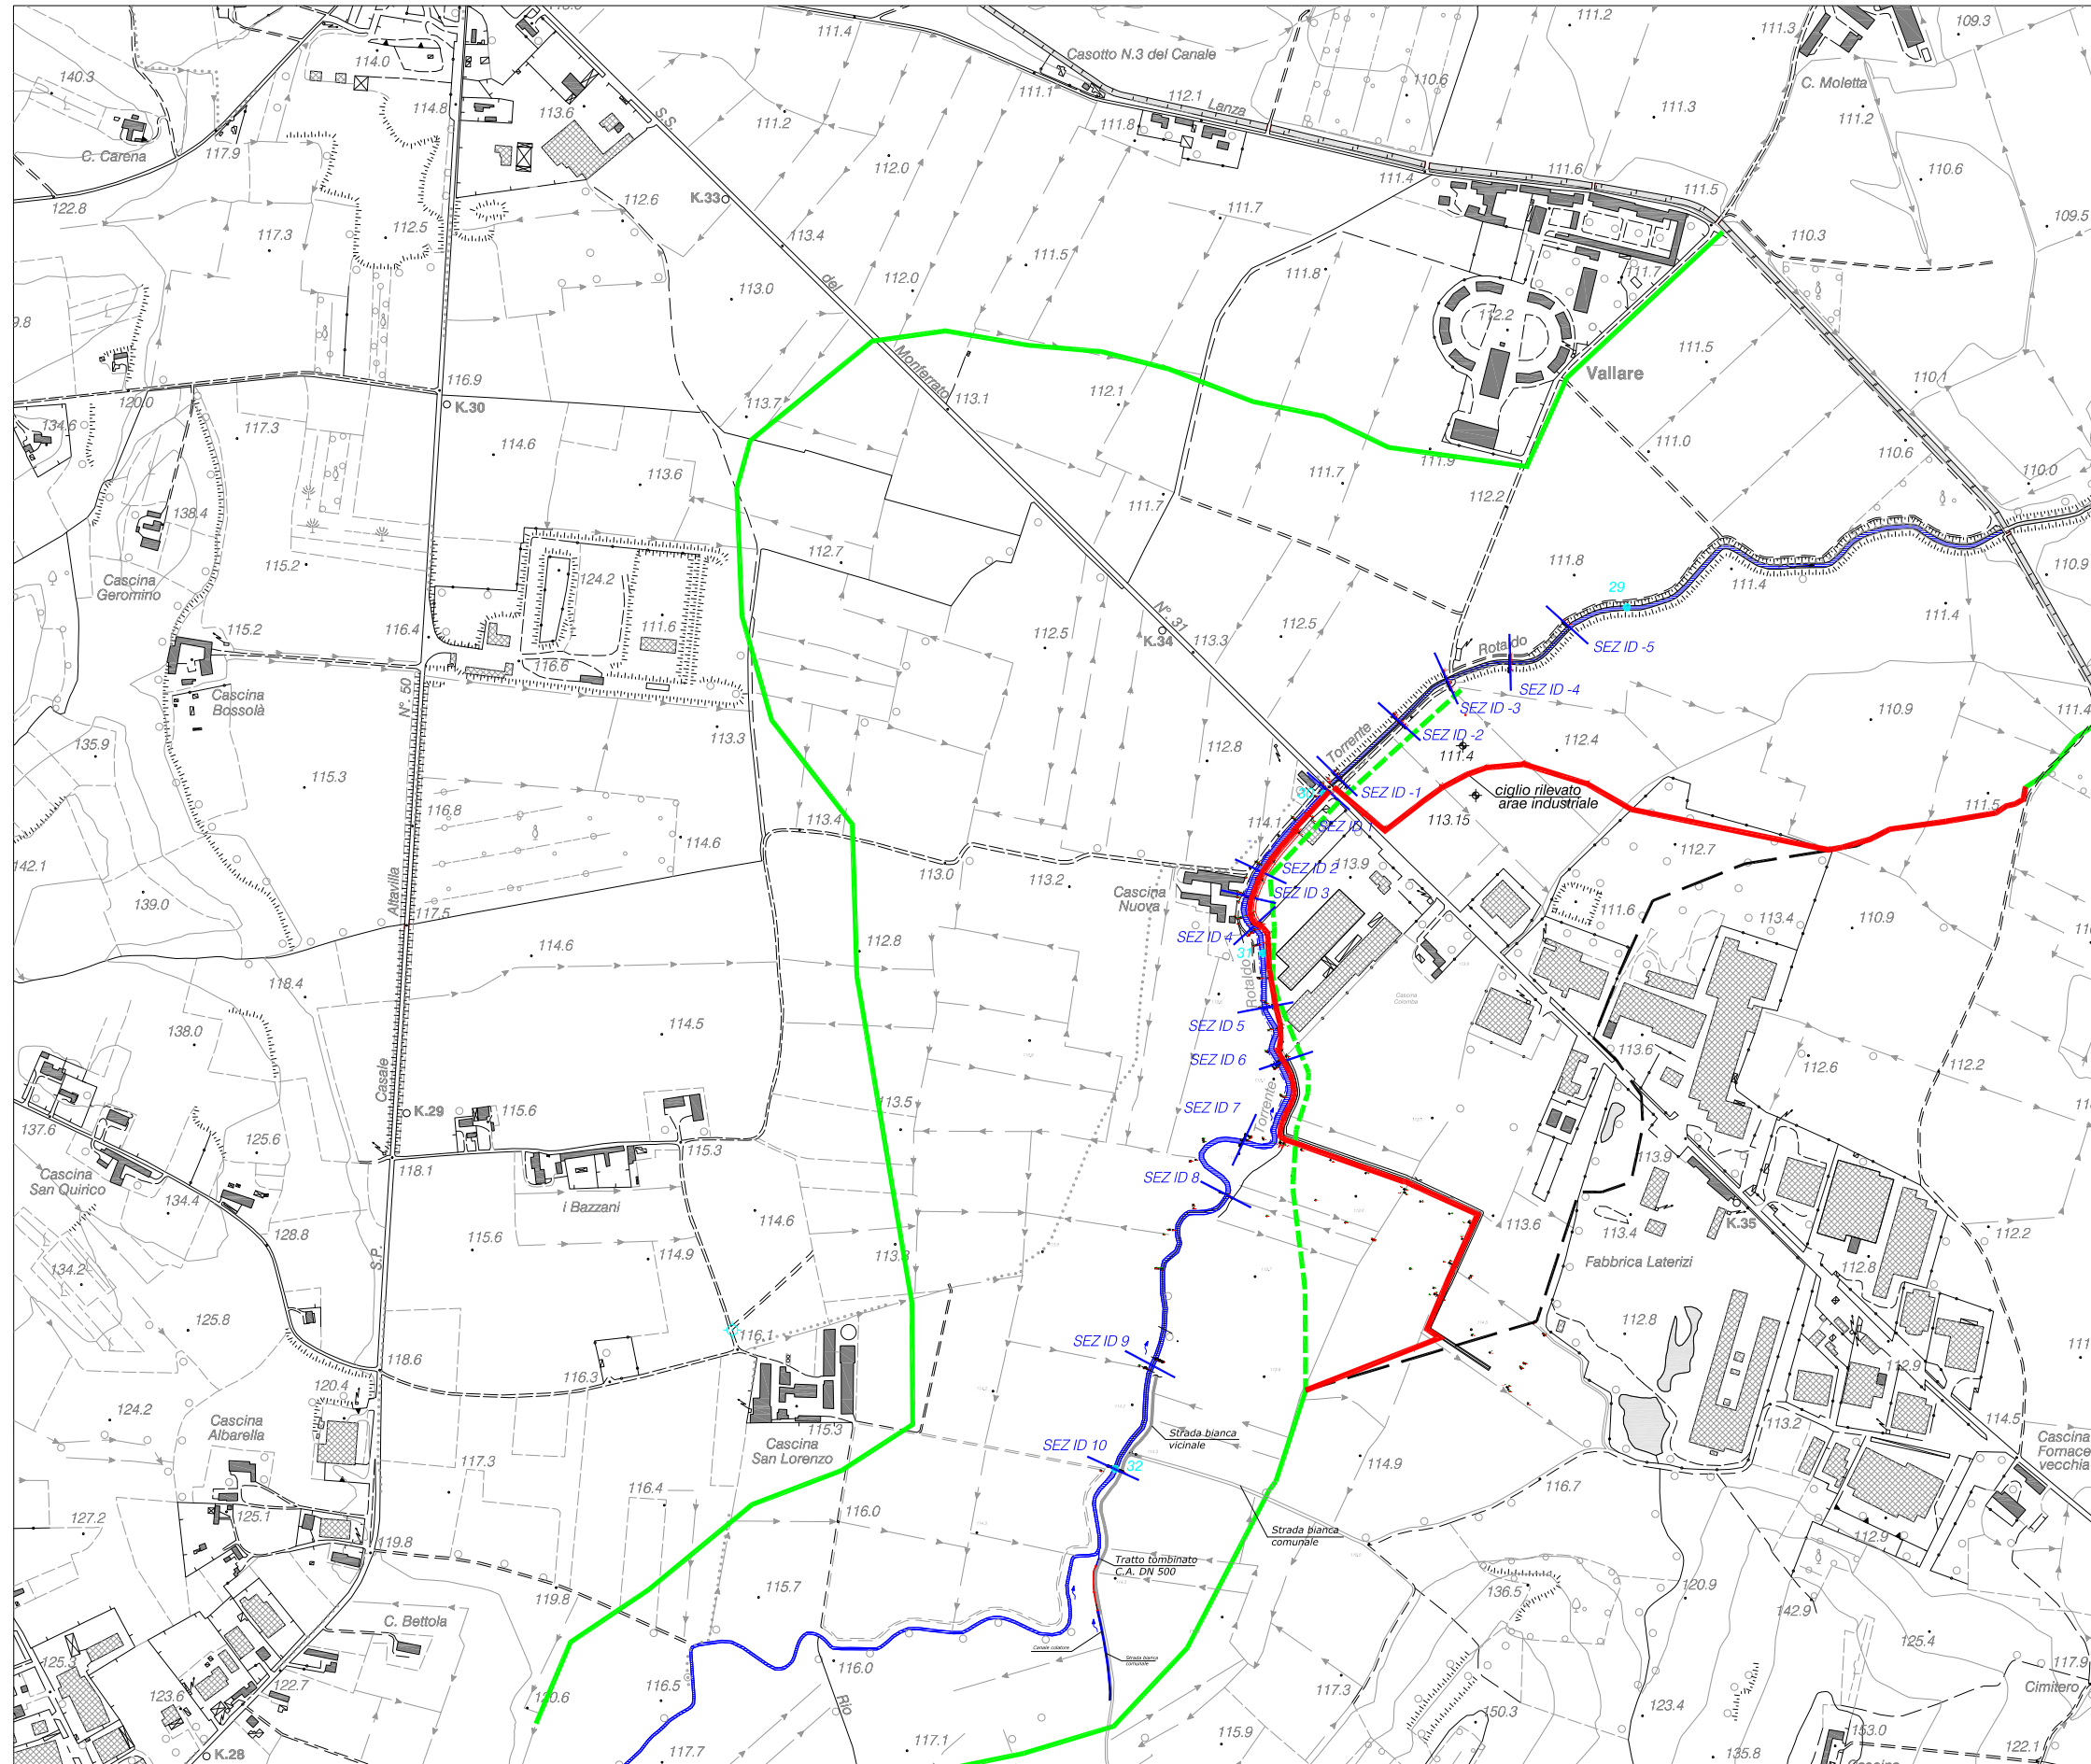 111.4
Casotto N.3 del Canale
111.2
109.3
111.3
114.0
140.3
110.6
C. Moletta
111.1
112.1
Lanza
111.3
111.2
114.8
113.6
S.S.
111.2
111.8
C. Carena
117.9
112.0
111.4
111.6
111.5
110.6
122.8
K.33
112.6
111.7
109.5
117.3
112.5
113.4
110.3
111.5
111.8
111.7
del
112.0
113.0
112.2
Monferrato
111.5
Vallare
110.1
116.9
120.0
K.30
113.7
113.1
112.1
134.6
117.3
114.6
111.0
110.6
111.9
113.6
111.7
110.0
111.7
112.2
138.4
112.7
115.2
124.2
111.8
111.4
110.9
Cascina
Geromino
29
111.4
111.6
N°. 31
115.2
116.4
112.5
K.34
113.3
112.5
Rotaldo
SEZ ID -5
116.6
Cascina
Bossolà
N°. 50
SEZ ID -4
SEZ ID -3
110.9
111.4
113.3
135.9
Torrente
SEZ ID -2
112.4
112.8
111.4
115.3
30
SEZ ID -1
ciglio rilevato
arae industriale
111.5
116.8
113.4
114.1
SEZ ID 1
113.15
114.6
112.7
142.1
113.0
113.2
SEZ ID 2
113.9
Cascina
Nuova
SEZ ID 3
139.0
Altavilla
117.5
111.6
113.4
110.9
SEZ ID 4
114.6
112.8
31
118.4
Rotaldo
Cascina
Colombe
138.0
114.5
SEZ ID 5
113.6
SEZ ID 6
112.6
112.2
Casale
Torrente
K.29
115.6
113.5
SEZ ID 7
137.6
125.6
118.1
115.3
113.9
Cascina
San Quirico
SEZ ID 8
134.4
i Bazzani
114.6
K.35
113.6
113.4
128.8
115.6
114.9
113.3
112.2
S.P.
Fabbrica Laterizi
134.2
112.8
125.8
116.1
112.8
SEZ ID 9
118.6
116.3
112.9
120.4
124.2
Cascina
Albarella
115.3
Strada bianca
vicinale
113.2
114.5
SEZ ID 10
Cascina
San Lorenzo
Cascina
Fornace
vecchia
32
114.9
117.3
116.7
116.4
116.0
125.1
127.2
Strada bianca
comunale
119.8
112.9
Tratto tombinato
C.A. DN 500
119.8
115.7
136.5
120.9
142.9
C. Bettola
125.4
Canale colatore
Strada bianca
comunale
125.3
116.0
117.9
123.6
122.7
120.6
116.5
Rio
117.3
Cimitero
123.4
150.3
115.9
153.0
K.28
117.7
117.1
135.8
122.1